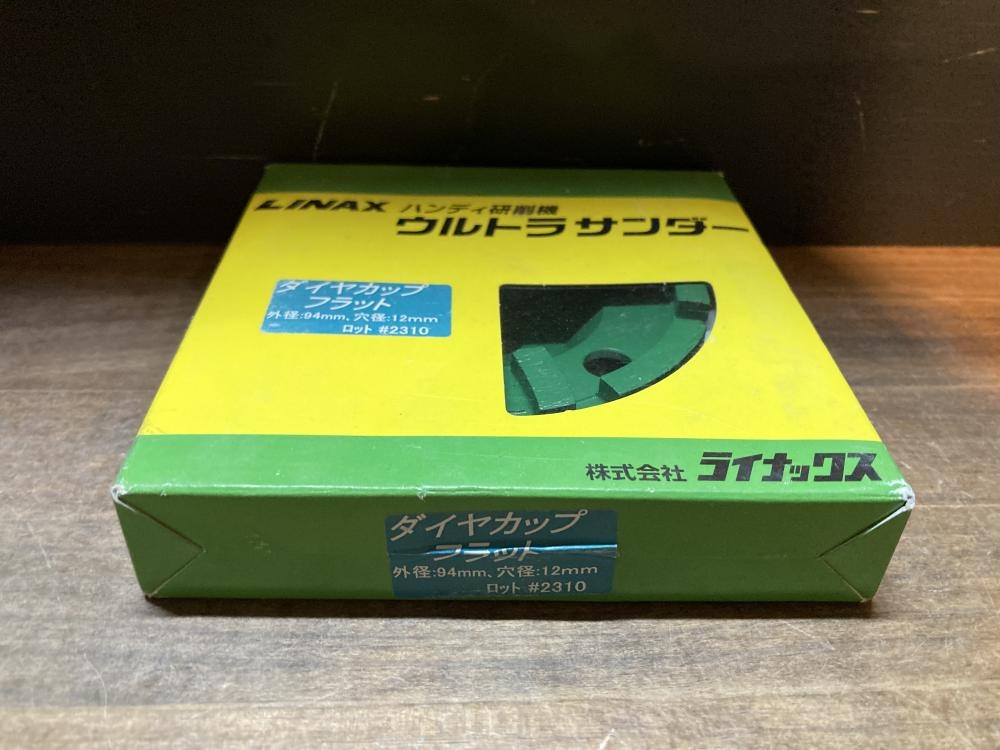 LINAX ハンディ研削機
ウルトラサンダー
ダイヤカップ
フラット
外径:94mm、穴径:12mm
ロット #2310
株式会社 ライナックス
ダイヤカップ
フラット
外径:94mm、穴径:12mm
ロット #2310